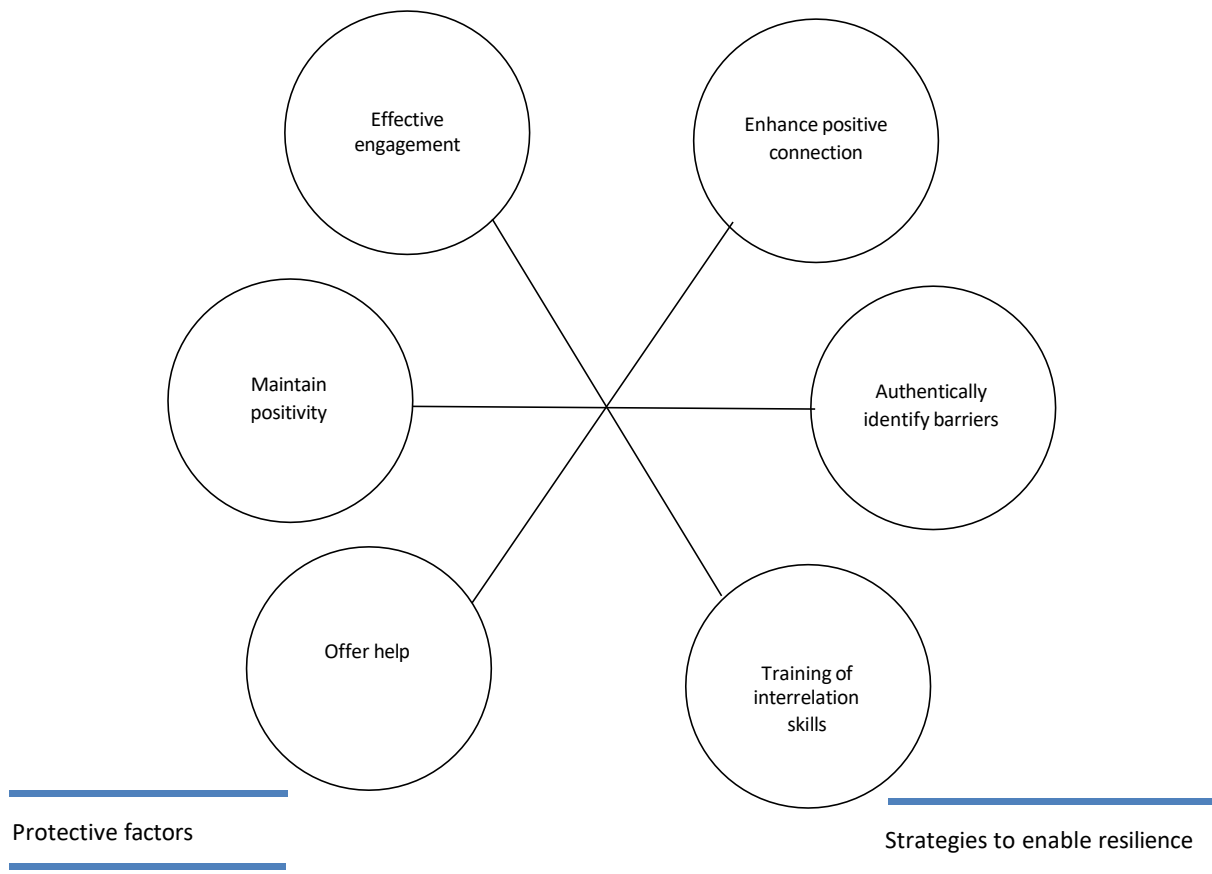 Effective
engagement
Enhance positive
connection
Maintain
positivity
Authentically
identify barriers
Offer help
Training of
interrelation
skills
Protective factors
Strategies to enable resilience